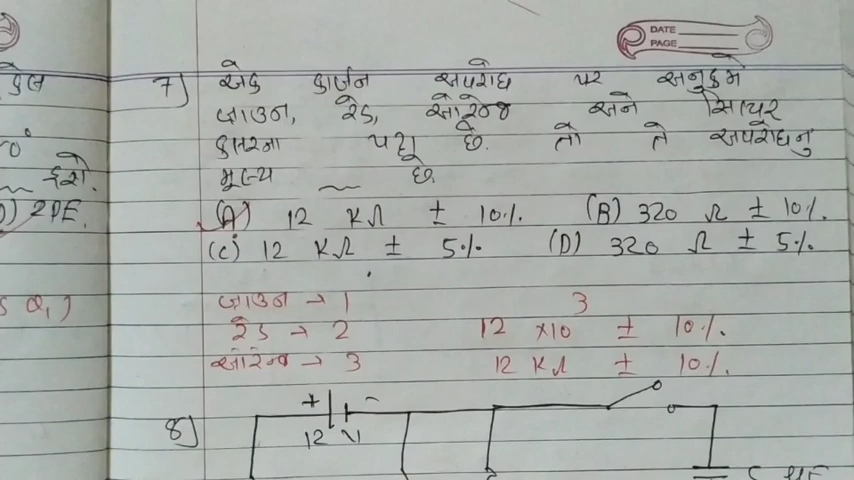 DATE
PAGE
7) એક કાર્બન અવરોધ પર અનુક્રમે
બ્રાઉન, રેડ, ઓરેન્જ અને સિલ્વર
કલરના પટ્ટા છે. તો તે અવરોધનુ
મૂલ્ય __ છે
(A) 12 KΩ ± 10% (B) 320 Ω ± 10%.
(C) 12 KΩ ± 5% (D) 320 Ω ± 5%
બ્રાઉન → 1
રેડ → 2 12 ×10³ ± 10%.
ઓરેન્જ → 3 12 KΩ ± 10%.
8)
+ -
12 V